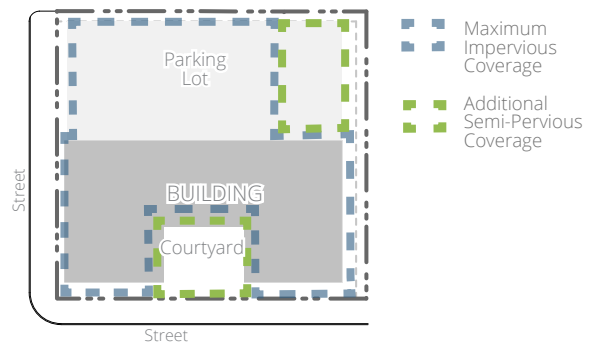 Parking
Lot
Maximum
Impervious
Coverage
Additional
Semi-Pervious
Coverage
BUILDING
Courtyard
Street
Street